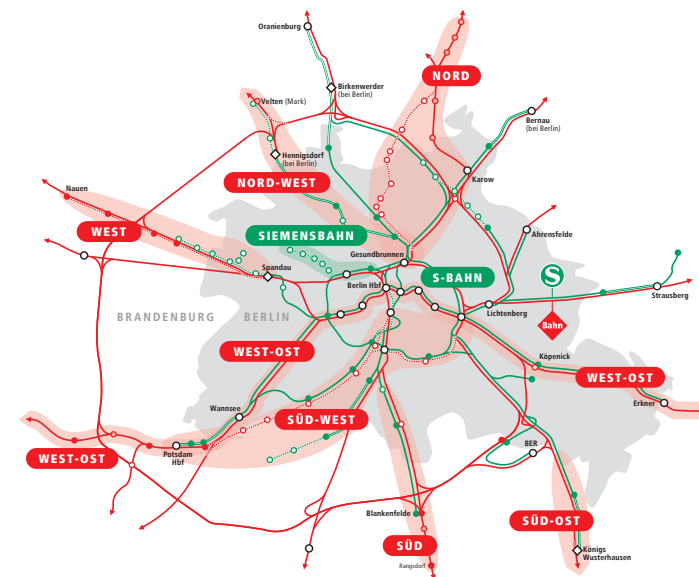 Oranienburg
NORD
Birkenwerder
(bei Berlin)
Velten (Mark)
Bernau
(bei Berlin)
Hennigsdorf
(bei Berlin)
Karow
NORD-WEST
Nauen
WEST
SIEMENSBAHN
Ahrensfelde
Gesundbrunnen
Spandau
S-BAHN
S
Berlin Hbf
Strausberg
Lichtenberg
BRANDENBURG
BERLIN
Bahn
WEST-OST
Köpenick
WEST-OST
Erkner
Wannsee
SÜD-WEST
WEST-OST
Potsdam
Hbf
BER
Blankenfelde
SÜD-OST
SÜD
Königs
Wusterhausen
Rangsdorf